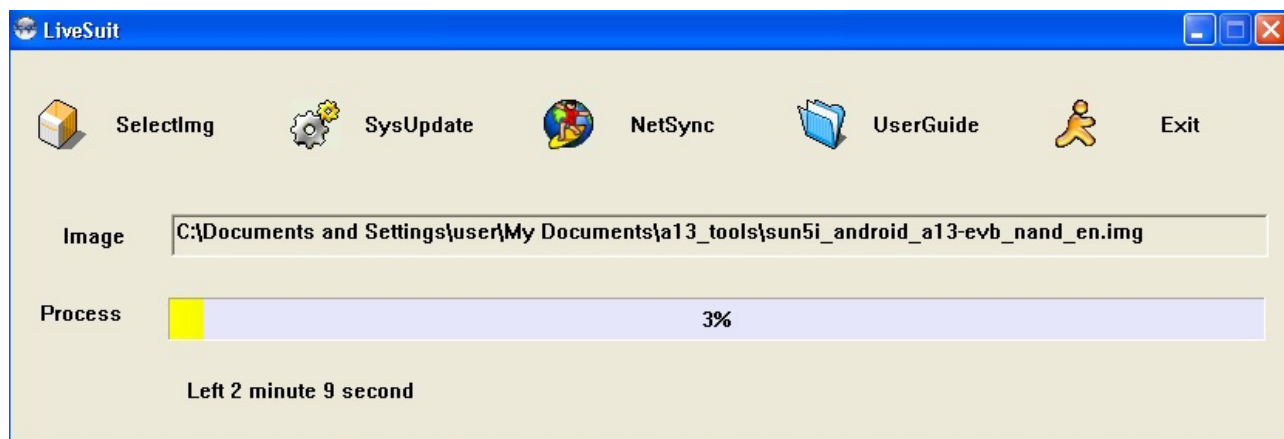 LiveSuit
SelectImg SysUpdate NetSync UserGuide Exit
Image C:\Documents and Settings\user\My Documents\a13_tools\sun5i_android_a13-evb_nand_en.img
Process 3%
Left 2 minute 9 second